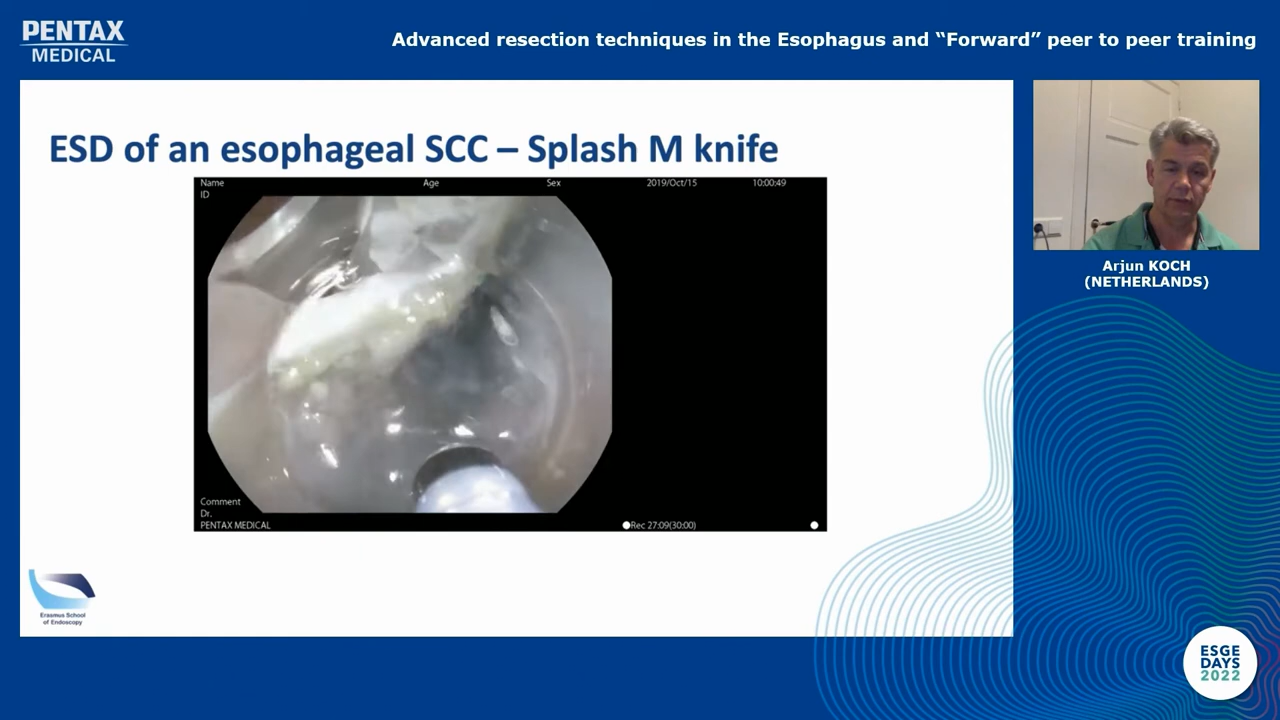 PENTAX
MEDICAL
Advanced resection techniques in the Esophagus and “Forward” peer to peer training
ESD of an esophageal SCC – Splash M knife
Name Age Sex 2019/Oct/15 10:00:49
ID
Comment
Dr.
PENTAX MEDICAL Rec 27:09(30:00)
Arjun KOCH
(NETHERLANDS)
Erasmus School
of Endoscopy
ESGE
DAYS
2022